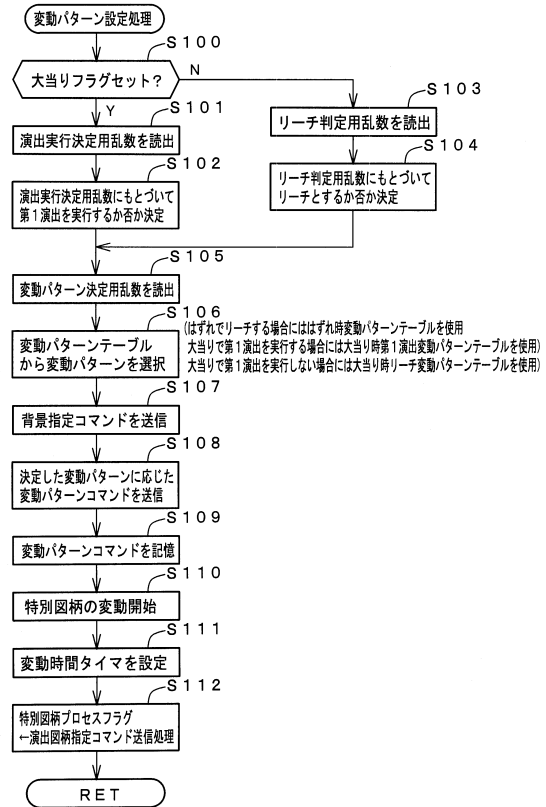 変動パターン設定処理
S100
大当りフラグセット？
N
Y
S101
演出実行決定用乱数を読出
S102
演出実行決定用乱数にもとづいて
第1演出を実行するか否か決定
S103
リーチ判定用乱数を読出
S104
リーチ判定用乱数にもとづいて
リーチとするか否か決定
S105
変動パターン決定用乱数を読出
S106
変動パターンテーブル
から変動パターンを選択
(はずれでリーチする場合にははずれ時変動パターンテーブルを使用
大当りで第1演出を実行する場合には大当り時第1演出変動パターンテーブルを使用)
大当りで第1演出を実行しない場合には大当り時リーチ変動パターンテーブルを使用)
S107
背景指定コマンドを送信
S108
決定した変動パターンに応じた
変動パターンコマンドを送信
S109
変動パターンコマンドを記憶
S110
特別図柄の変動開始
S111
変動時間タイマを設定
S112
特別図柄プロセスフラグ
←演出図柄指定コマンド送信処理
RET